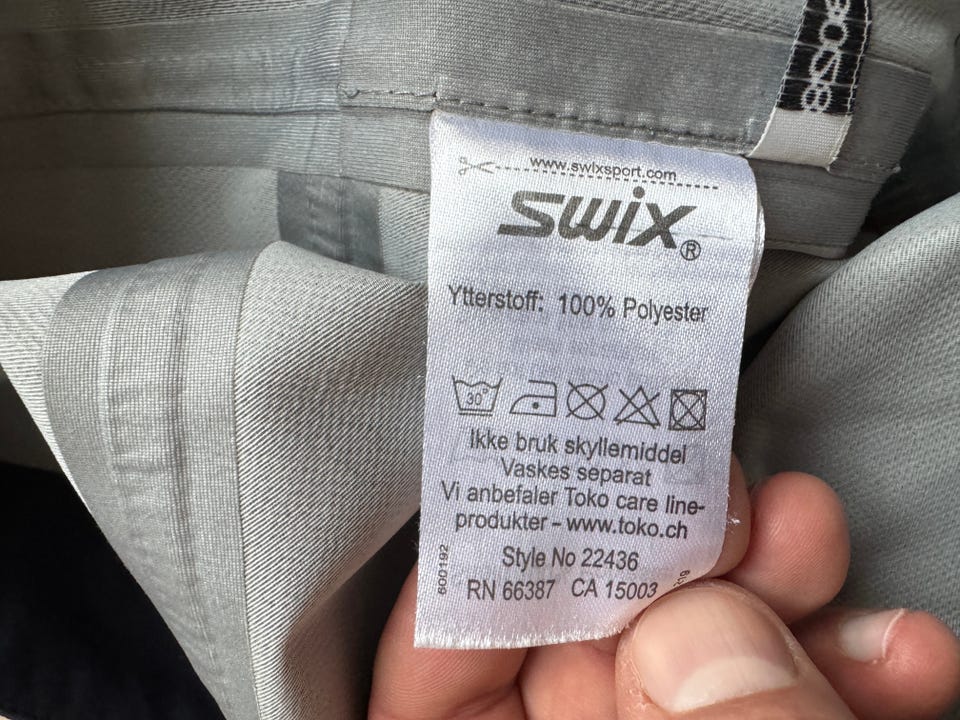 www.swixsport.com
swix®
Ytterstoff: 100% Polyester
30°
Ikke bruk skyllemiddel
Vaskes separat
Vi anbefaler Toko care line-
produkter - www.toko.ch
Style No 22436
RN 66387 CA 15003
600192